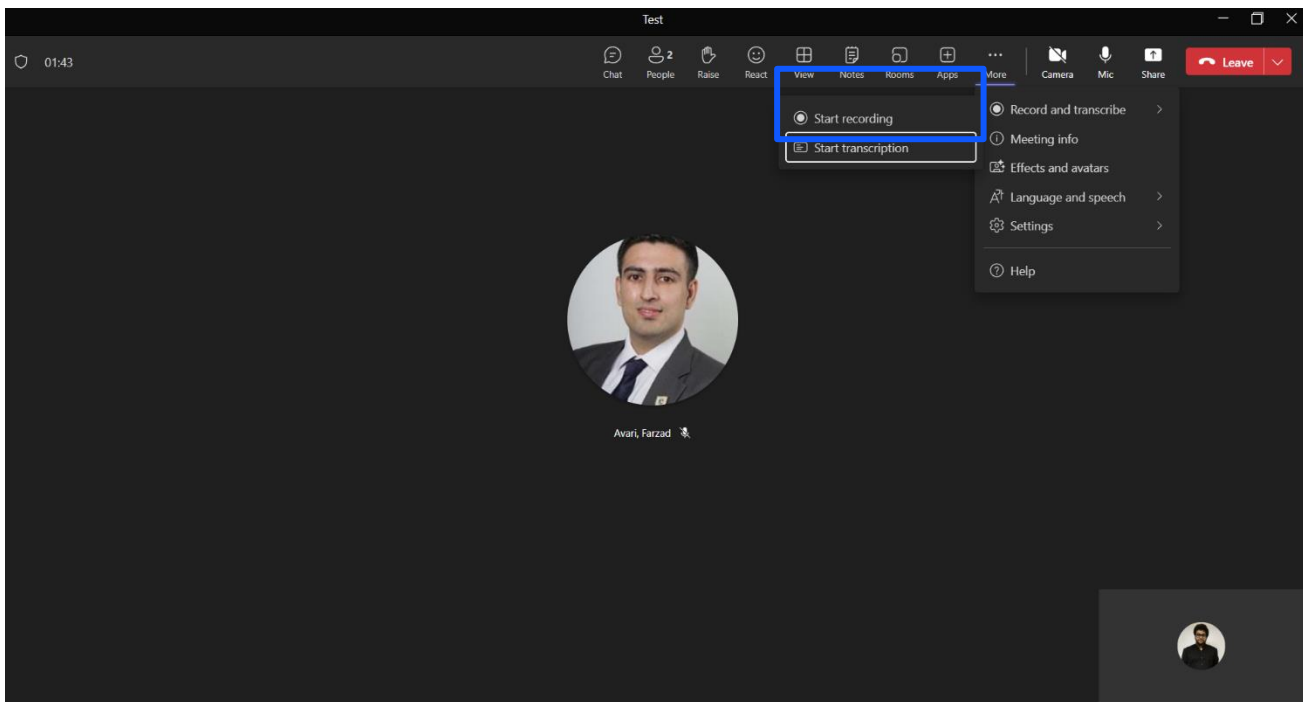 Test
01:43
Chat
2
People
Raise
React
View
Notes
Rooms
Apps
More
Camera
Mic
Share
Leave
Start recording
Start transcription
Record and transcribe
Meeting info
Effects and avatars
Language and speech
Settings
Help
Avari, Farzad